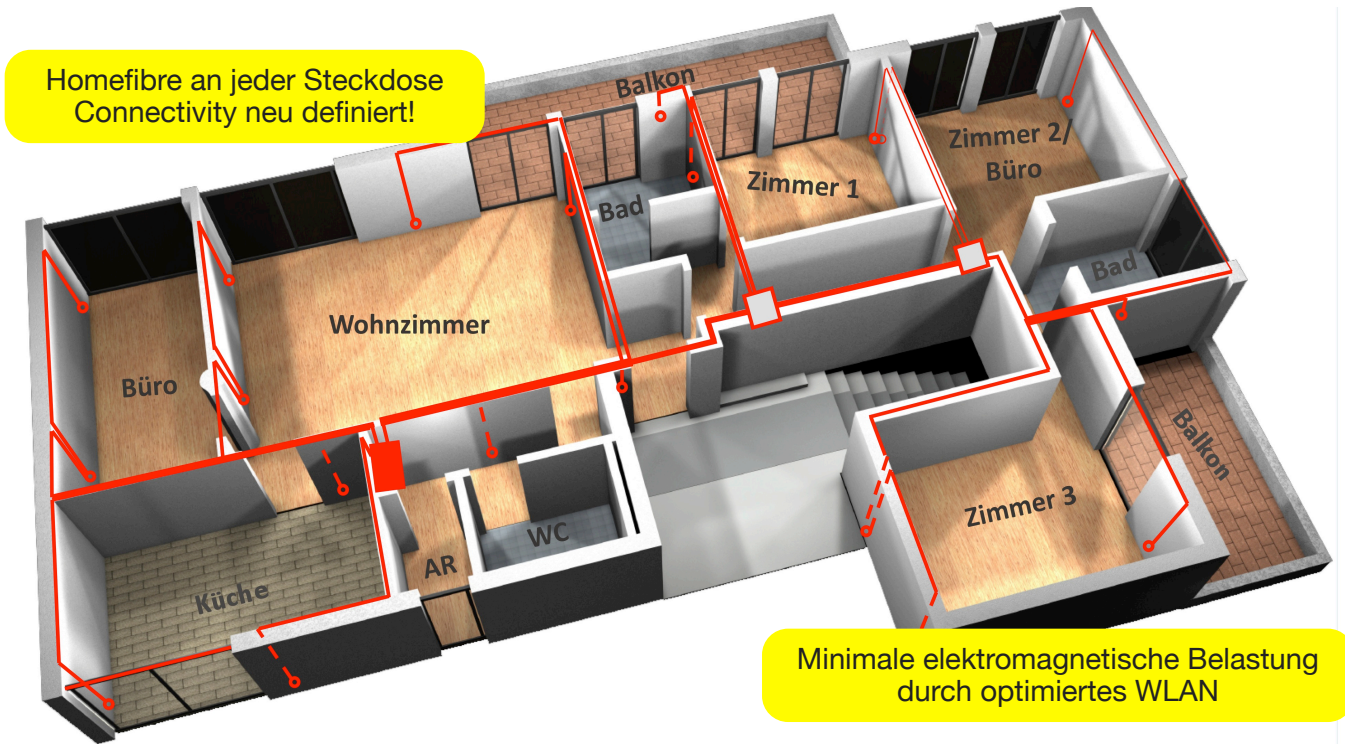 Homefibre an jeder Steckdose
Connectivity neu definiert!
Balkon
Zimmer 2/
Büro
Zimmer 1
Bad
Bad
Wohnzimmer
Büro
Balkon
Zimmer 3
WC
AR
Küche
Minimale elektromagnetische Belastung
durch optimiertes WLAN